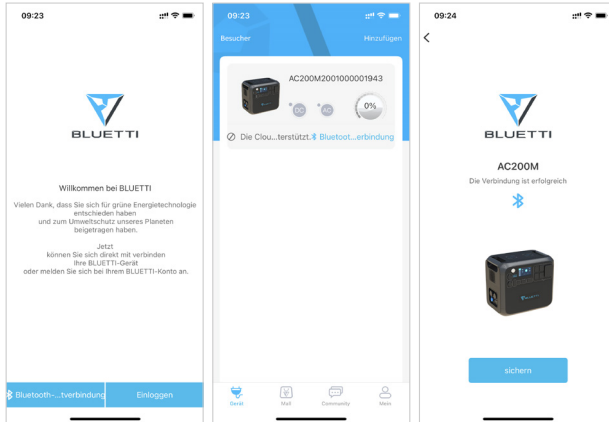 09:23
BLUETTI
Willkommen bei BLUETTI
Vielen Dank, dass Sie sich für grüne Energietechnologie
entschieden haben
und zum Umweltschutz unseres Planeten
beigetragen haben.
Jetzt
können Sie sich direkt mit verbinden
Ihre BLUETTI-Gerät
oder melden Sie sich bei Ihrem BLUETTI-Konto an.
Bluetooth-...tverbindung
Einloggen
09:23
Besucher
Hinzufügen
AC200M2001000001943
DC
AC
0%
Die Clou...terstützt.
Bluetoot...erbindung
Gerät
Mall
Community
Mein
09:24
BLUETTI
AC200M
Die Verbindung ist erfolgreich
BLUETTI
sichern